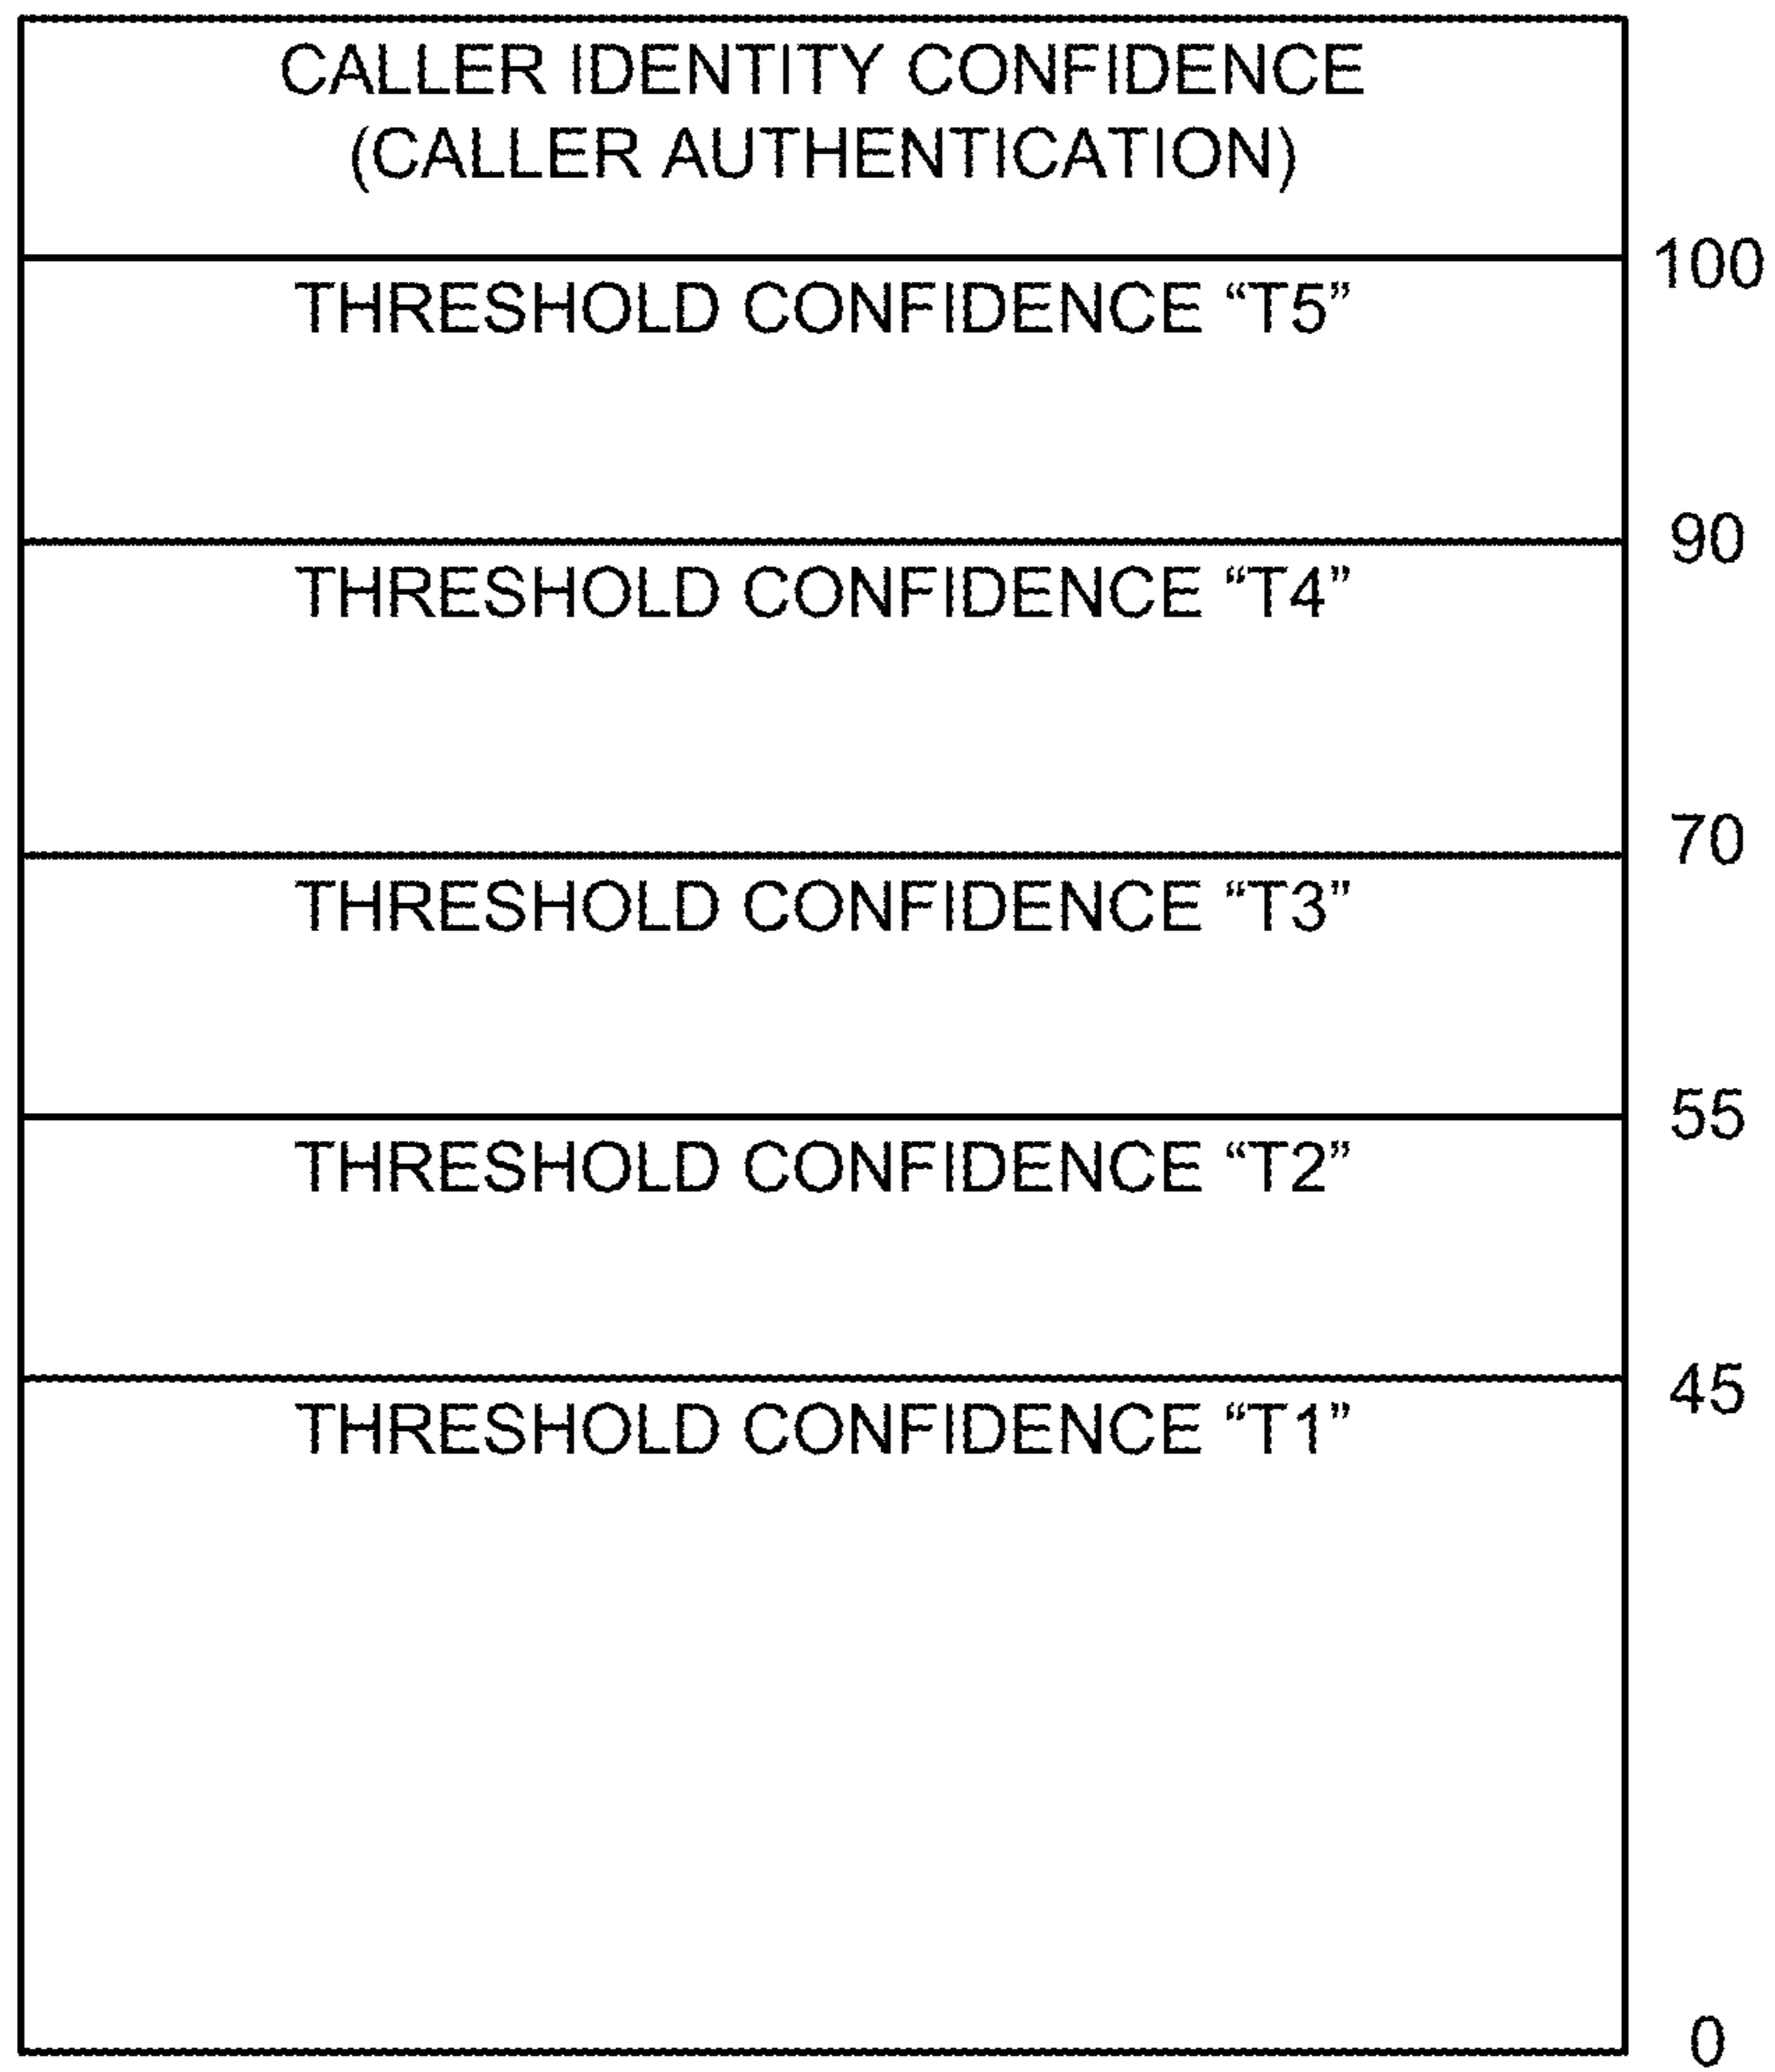 CALLER IDENTITY CONFIDENCE
(CALLER AUTHENTICATION)
100
THRESHOLD CONFIDENCE “T5”
90
THRESHOLD CONFIDENCE “T4”
70
THRESHOLD CONFIDENCE “T3”
55
THRESHOLD CONFIDENCE “T2”
45
THRESHOLD CONFIDENCE “T1”
0